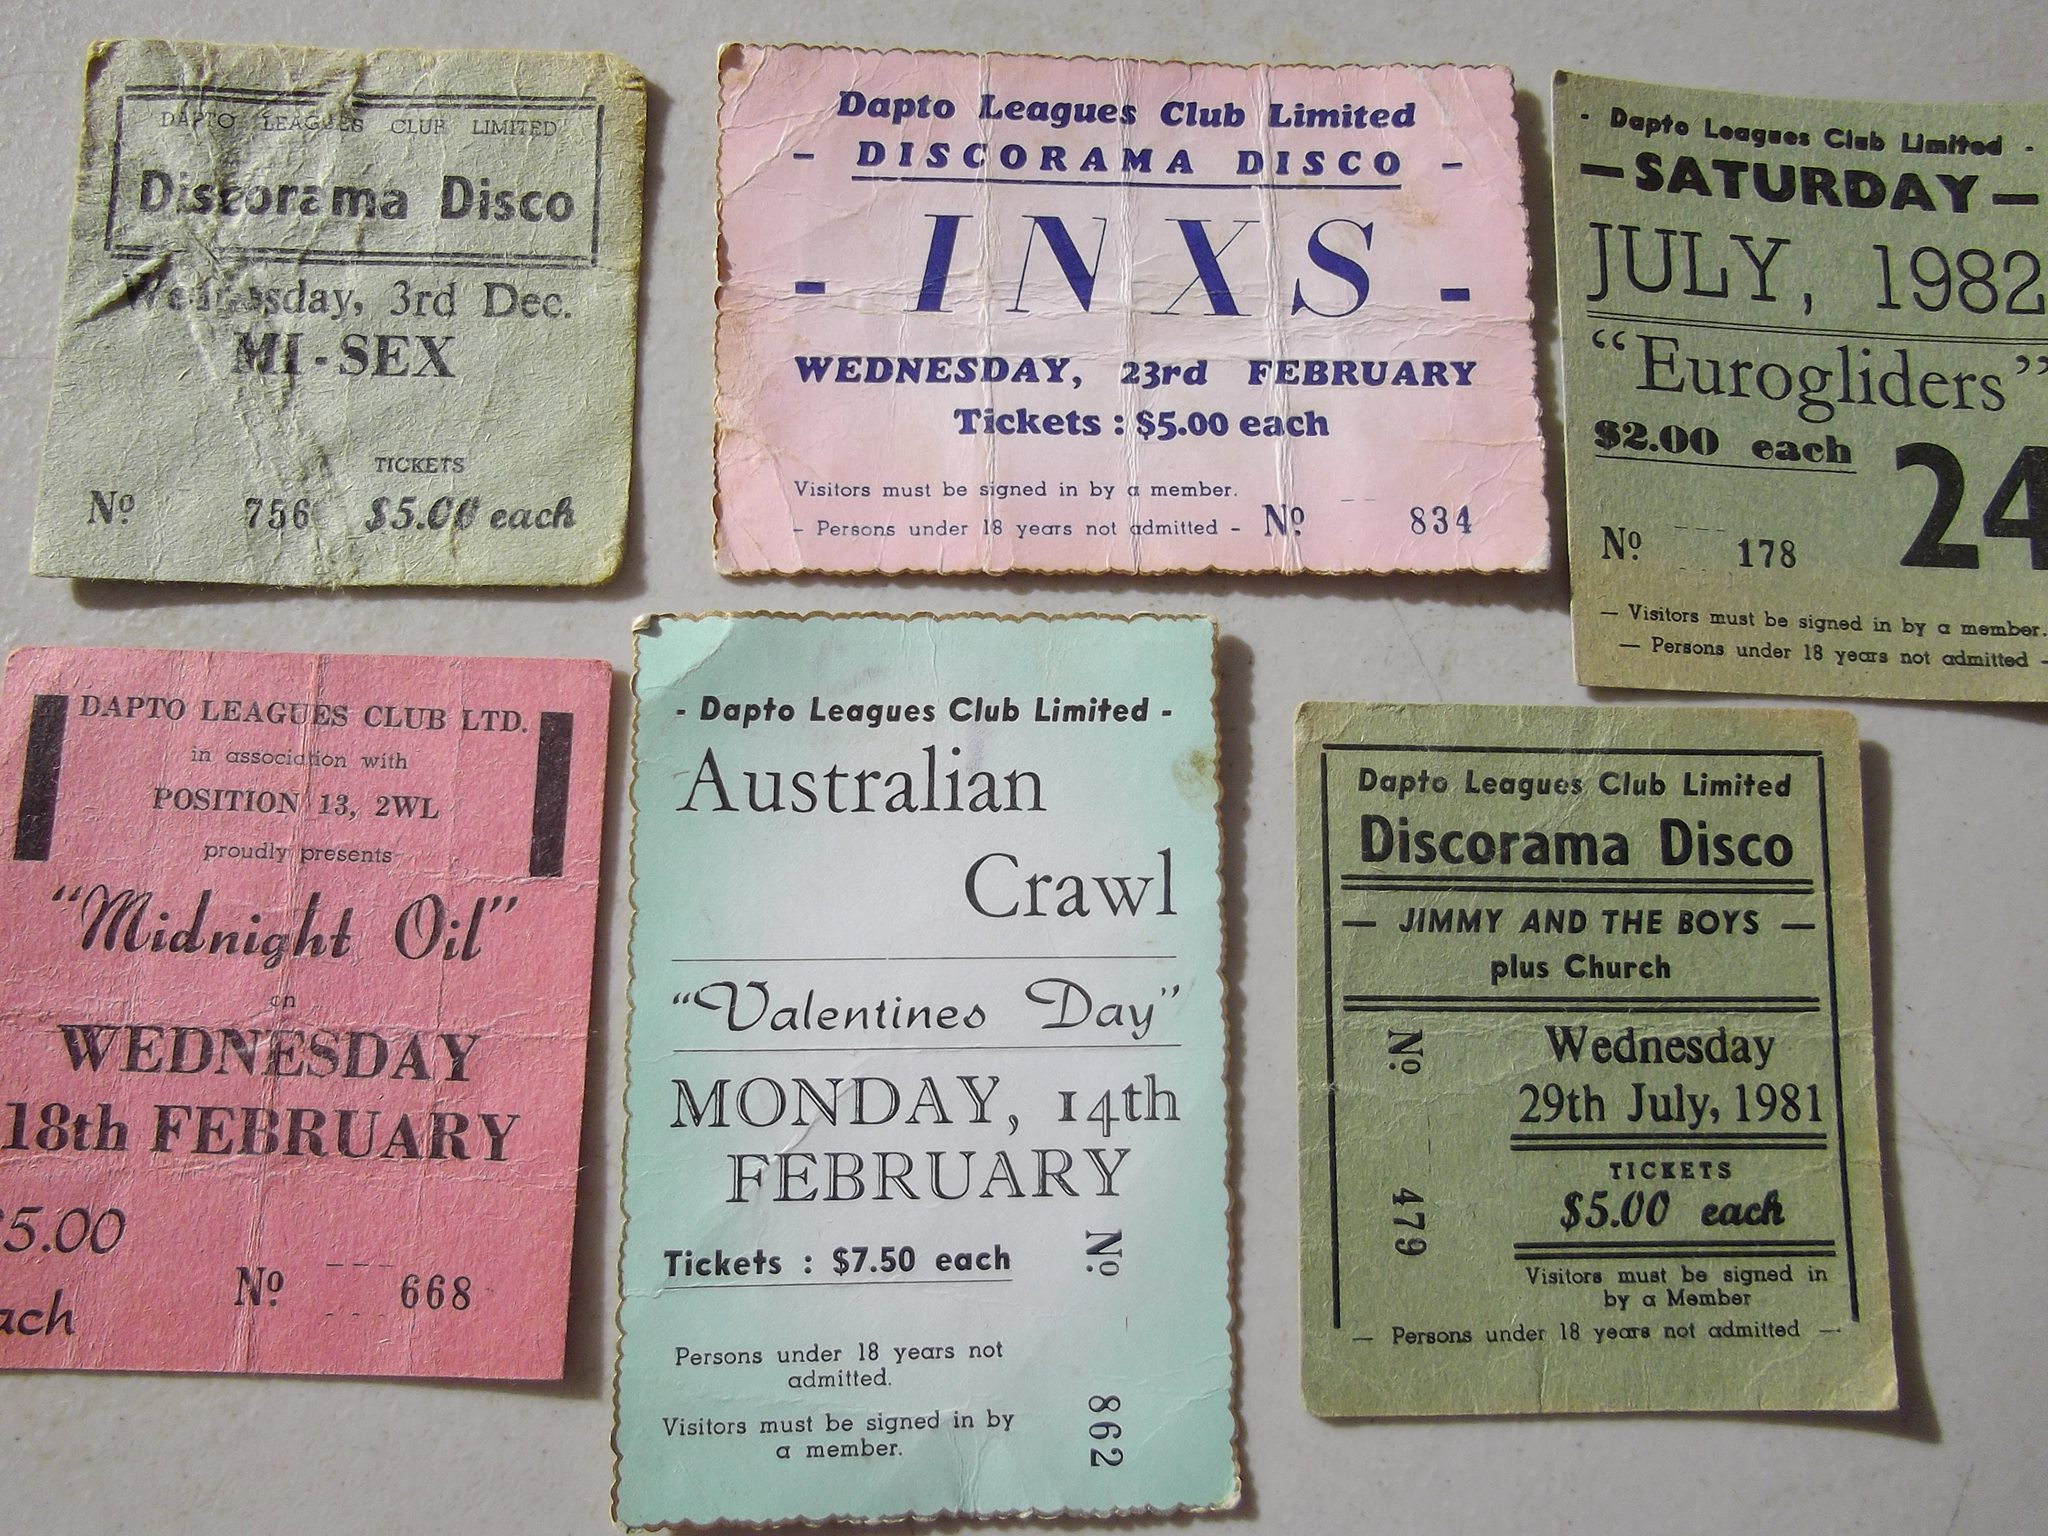 DAPTO LEAGUES CLUB LIMITED
Discorama Disco
Wednesday, 3rd Dec.
MI-SEX
TICKETS
No. 756 $5.00 each
Dapto Leagues Club Limited
- DISCORAMA DISCO -
- INXS -
WEDNESDAY, 23rd FEBRUARY
Tickets : $5.00 each
Visitors must be signed in by a member.
- Persons under 18 years not admitted - No. 834
- Dapto Leagues Club Limited -
— SATURDAY —
JULY, 1982
"Eurogliders"
$2.00 each
24
No. 178
— Visitors must be signed in by a member.
— Persons under 18 years not admitted -
DAPTO LEAGUES CLUB LTD.
in association with
POSITION 13, 2WL
proudly presents
"Midnight Oil"
on
WEDNESDAY
18th FEBRUARY
$5.00
No. 668
ach
- Dapto Leagues Club Limited -
Australian
Crawl
"Valentines Day"
MONDAY, 14th
FEBRUARY
Tickets : $7.50 each
No. 862
Persons under 18 years not
admitted.
Visitors must be signed in by
a member.
Dapto Leagues Club Limited
Discorama Disco
— JIMMY AND THE BOYS —
plus Church
No. 479
Wednesday
29th July, 1981
TICKETS
$5.00 each
Visitors must be signed in
by a Member
— Persons under 18 years not admitted —